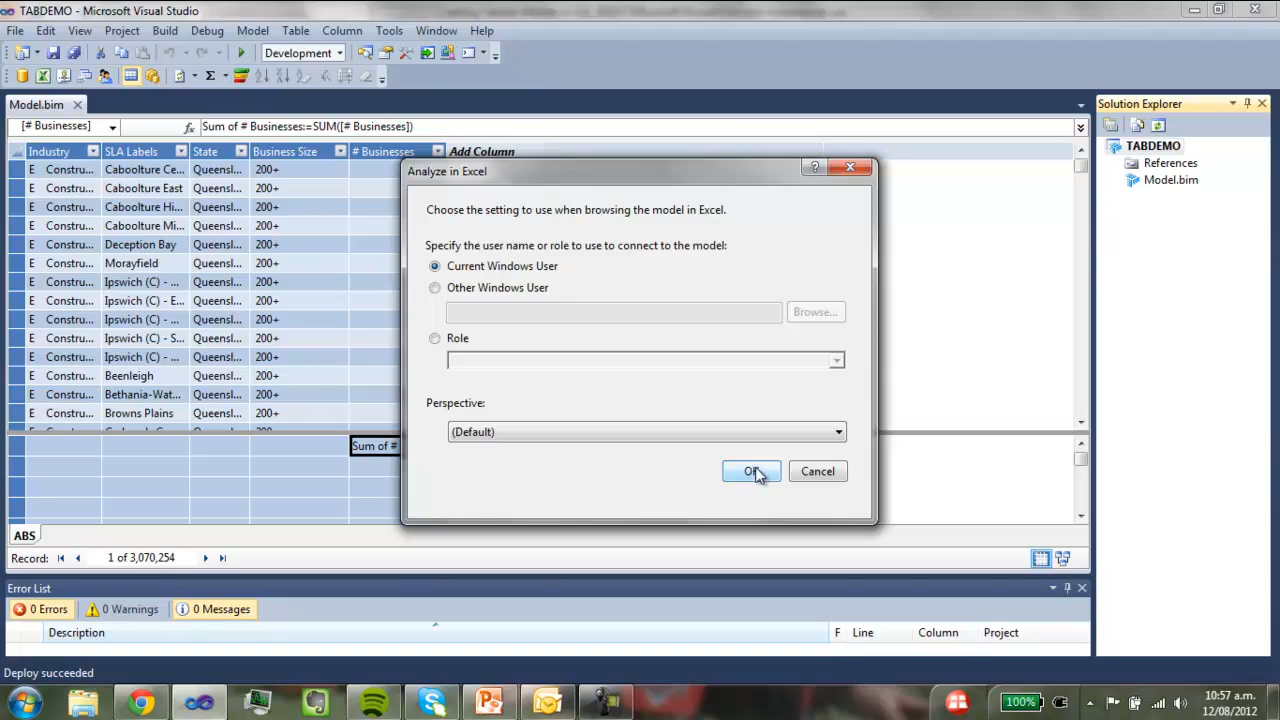 TABDEMO - Microsoft Visual Studio
File Edit View Project Build Debug Model Table Column Tools Window Help
Development
Model.bim
[# Businesses] fx Sum of # Businesses:=SUM([# Businesses])
Industry SLA Labels State Business Size # Businesses Add Column
E Constru... Caboolture Ce... Queensl... 200+
E Constru... Caboolture East Queensl... 200+
E Constru... Caboolture Hi... Queensl... 200+
E Constru... Caboolture Mi... Queensl... 200+
E Constru... Deception Bay Queensl... 200+
E Constru... Morayfield Queensl... 200+
E Constru... Ipswich (C) - ... Queensl... 200+
E Constru... Ipswich (C) - E... Queensl... 200+
E Constru... Ipswich (C) - ... Queensl... 200+
E Constru... Ipswich (C) - S... Queensl... 200+
E Constru... Ipswich (C) - ... Queensl... 200+
E Constru... Beenleigh Queensl... 200+
E Constru... Bethania-Wat... Queensl... 200+
E Constru... Browns Plains Queensl... 200+
Sum of #
ABS
Record: 1 of 3,070,254
Analyze in Excel
Choose the setting to use when browsing the model in Excel.
Specify the user name or role to use to connect to the model:
Current Windows User
Other Windows User
Browse...
Role
Perspective:
(Default)
OK Cancel
Solution Explorer
TABDEMO
References
Model.bim
Error List
0 Errors 0 Warnings 0 Messages
Description F Line Column Project
Deploy succeeded
100%
10:57 a.m.
12/08/2012